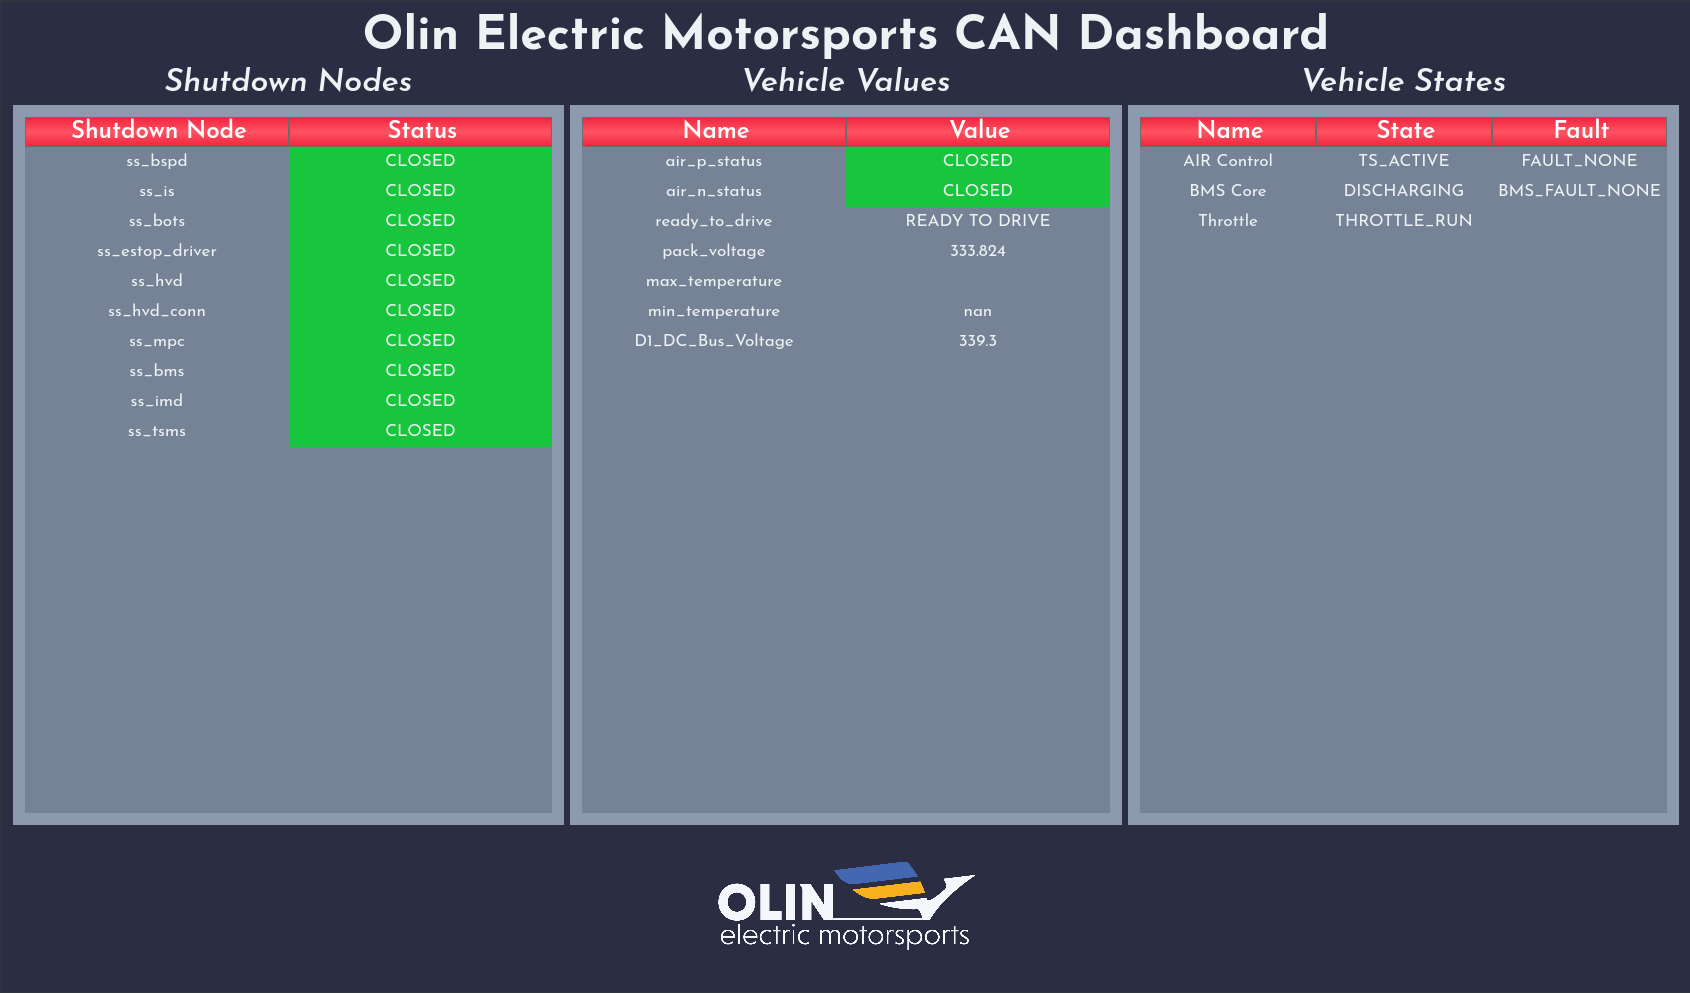 Olin Electric Motorsports CAN Dashboard
Shutdown Nodes
Shutdown Node Status
ss_bspd CLOSED
ss_is CLOSED
ss_bots CLOSED
ss_estop_driver CLOSED
ss_hvd CLOSED
ss_hvd_conn CLOSED
ss_mpc CLOSED
ss_bms CLOSED
ss_imd CLOSED
ss_tsms CLOSED
Vehicle Values
Name Value
air_p_status CLOSED
air_n_status CLOSED
ready_to_drive READY TO DRIVE
pack_voltage 333.824
max_temperature
min_temperature nan
D1_DC_Bus_Voltage 339.3
Vehicle States
Name State Fault
AIR Control TS_ACTIVE FAULT_NONE
BMS Core DISCHARGING BMS_FAULT_NONE
Throttle THROTTLE_RUN
OLIN
electric motorsports